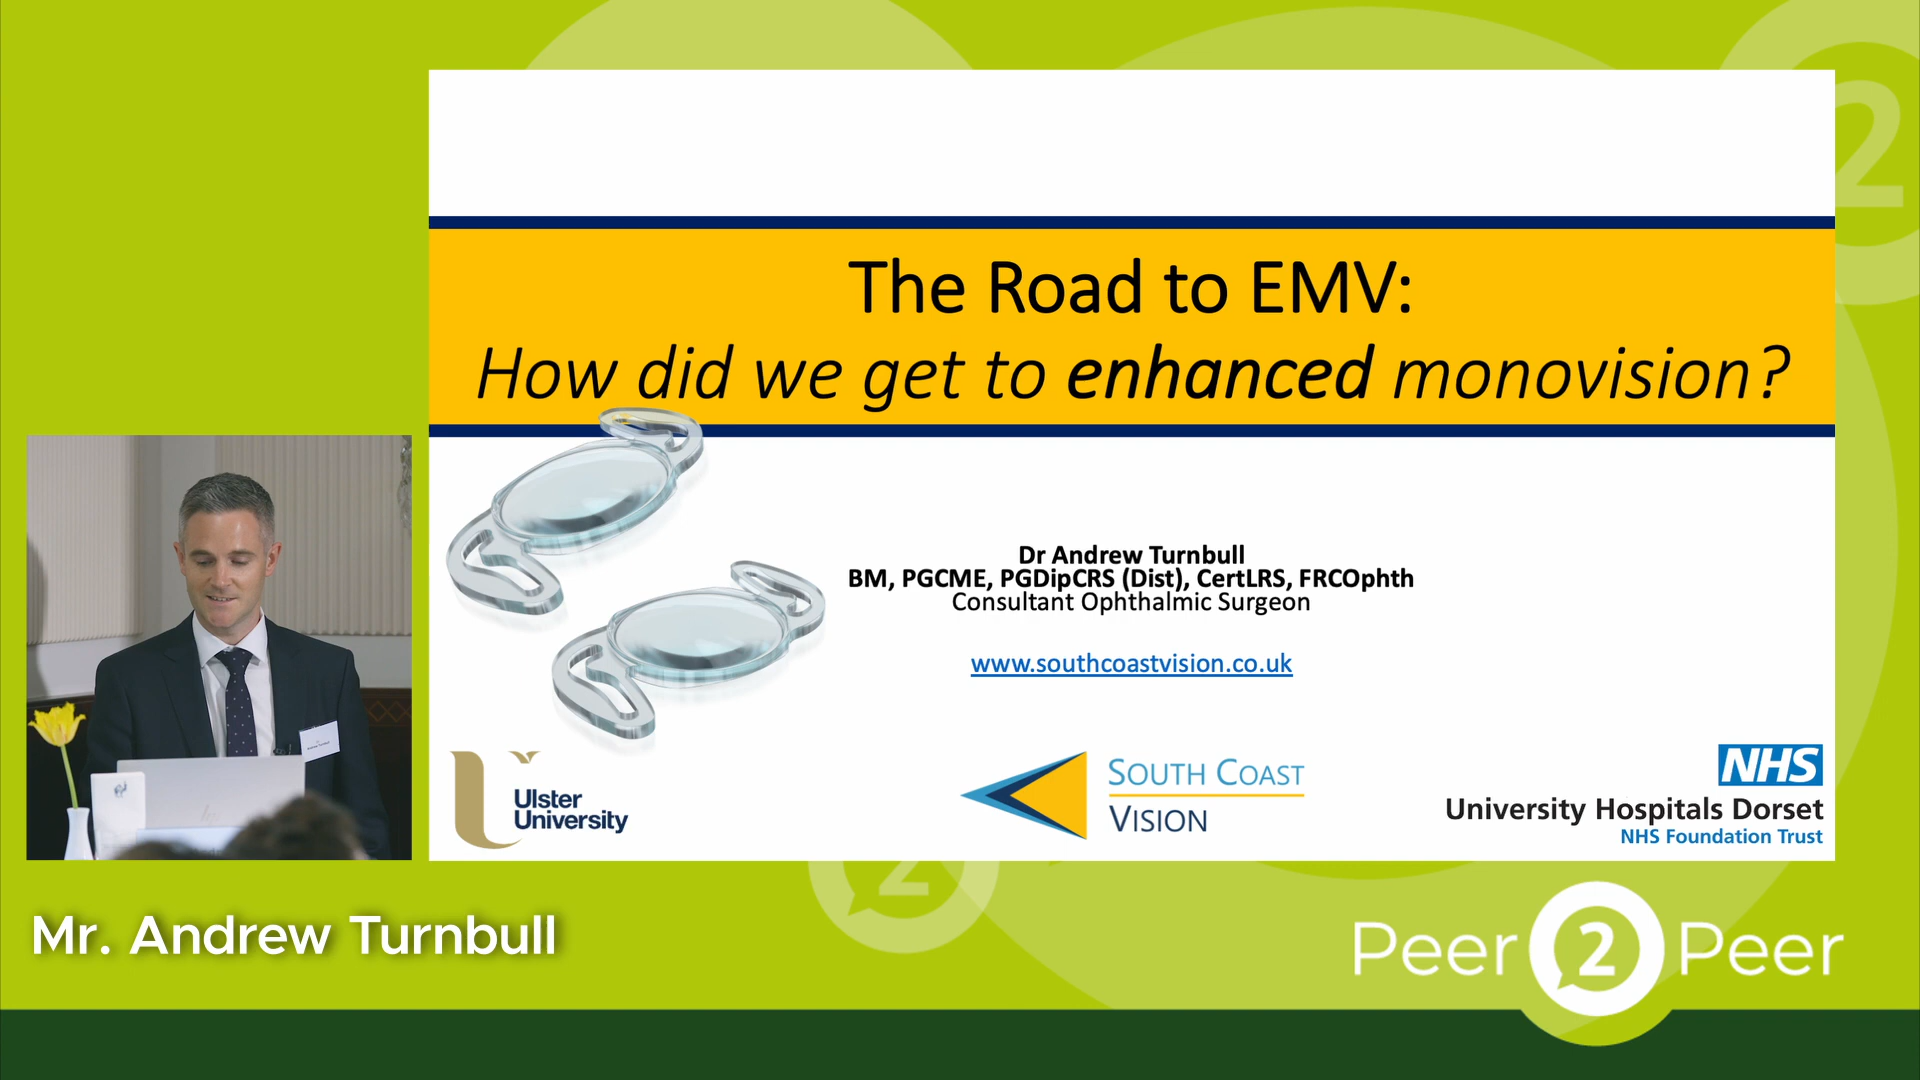 The Road to EMV:
How did we get to enhanced monovision?
Dr Andrew Turnbull
BM, PGCME, PGDipCRS (Dist), CertLRS, FRCOphth
Consultant Ophthalmic Surgeon
www.southcoastvision.co.uk
Ulster
University
SOUTH COAST
VISION
NHS
University Hospitals Dorset
NHS Foundation Trust
Mr. Andrew Turnbull
Peer 2 Peer
2
2